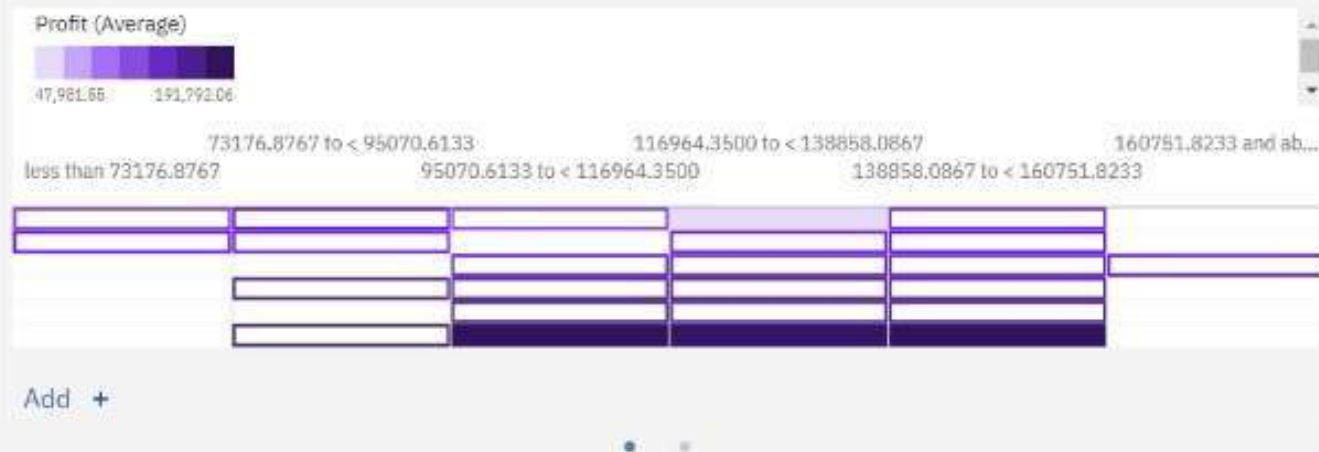 Profit (Average)
47,981.55 191,792.06
73176.8767 to < 95070.6133 116964.3500 to < 138858.0867 160751.8233 and ab...
less than 73176.8767 95070.6133 to < 116964.3500 138858.0867 to < 160751.8233
Add +